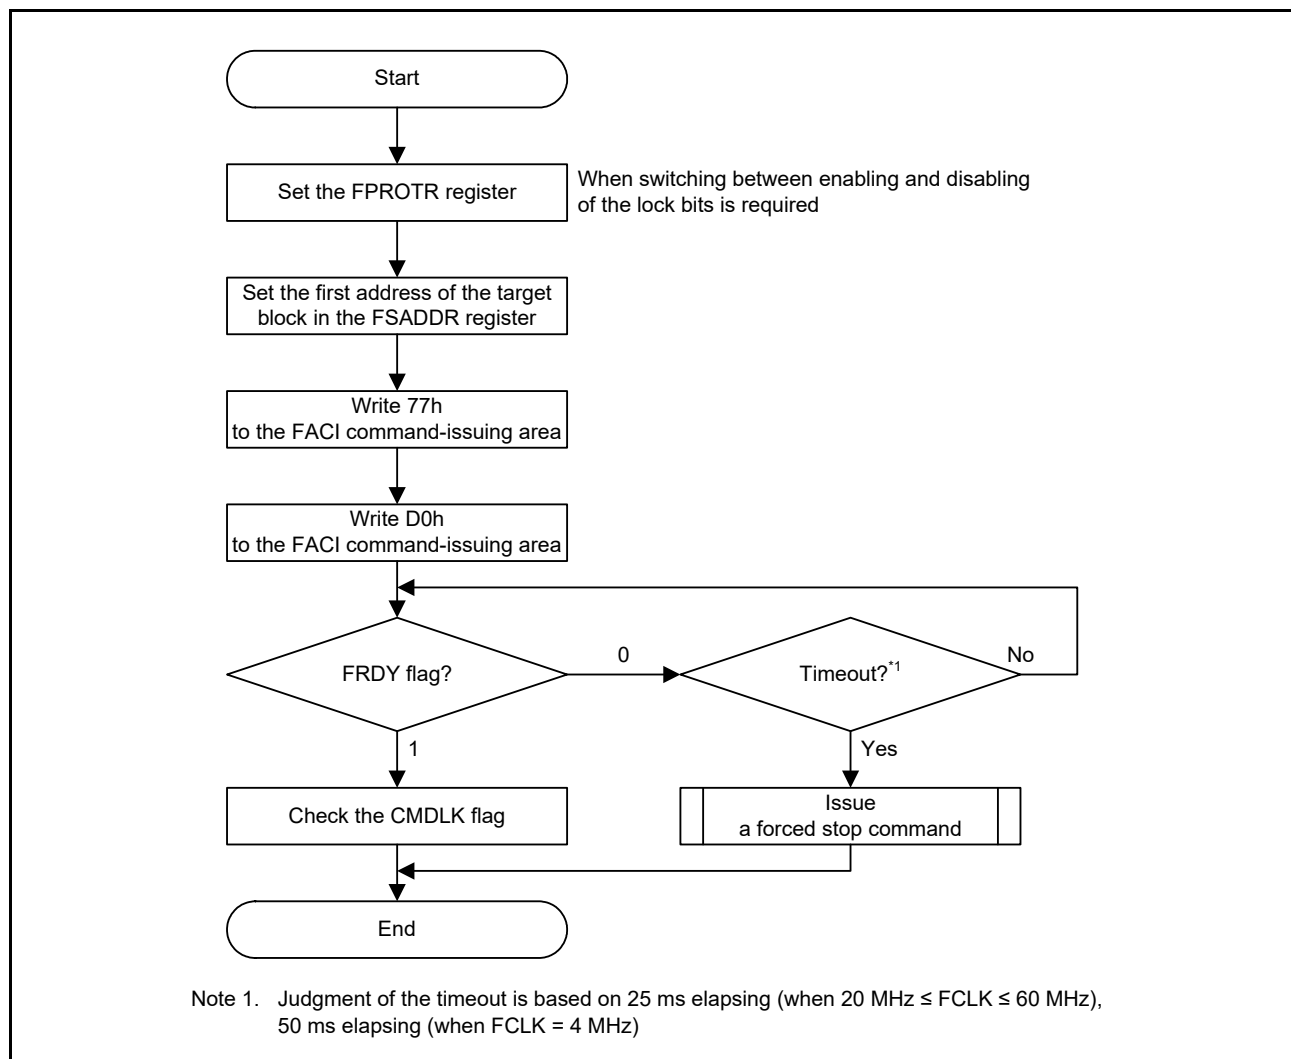 Start
Set the FPROTR register
When switching between enabling and disabling
of the lock bits is required
Set the first address of the target
block in the FSADDR register
Write 77h
to the FACI command-issuing area
Write D0h
to the FACI command-issuing area
FRDY flag?
0
Timeout?*1
No
1
Yes
Check the CMDLK flag
Issue
a forced stop command
End
Note 1. Judgment of the timeout is based on 25 ms elapsing (when 20 MHz ≤ FCLK ≤ 60 MHz),
50 ms elapsing (when FCLK = 4 MHz)